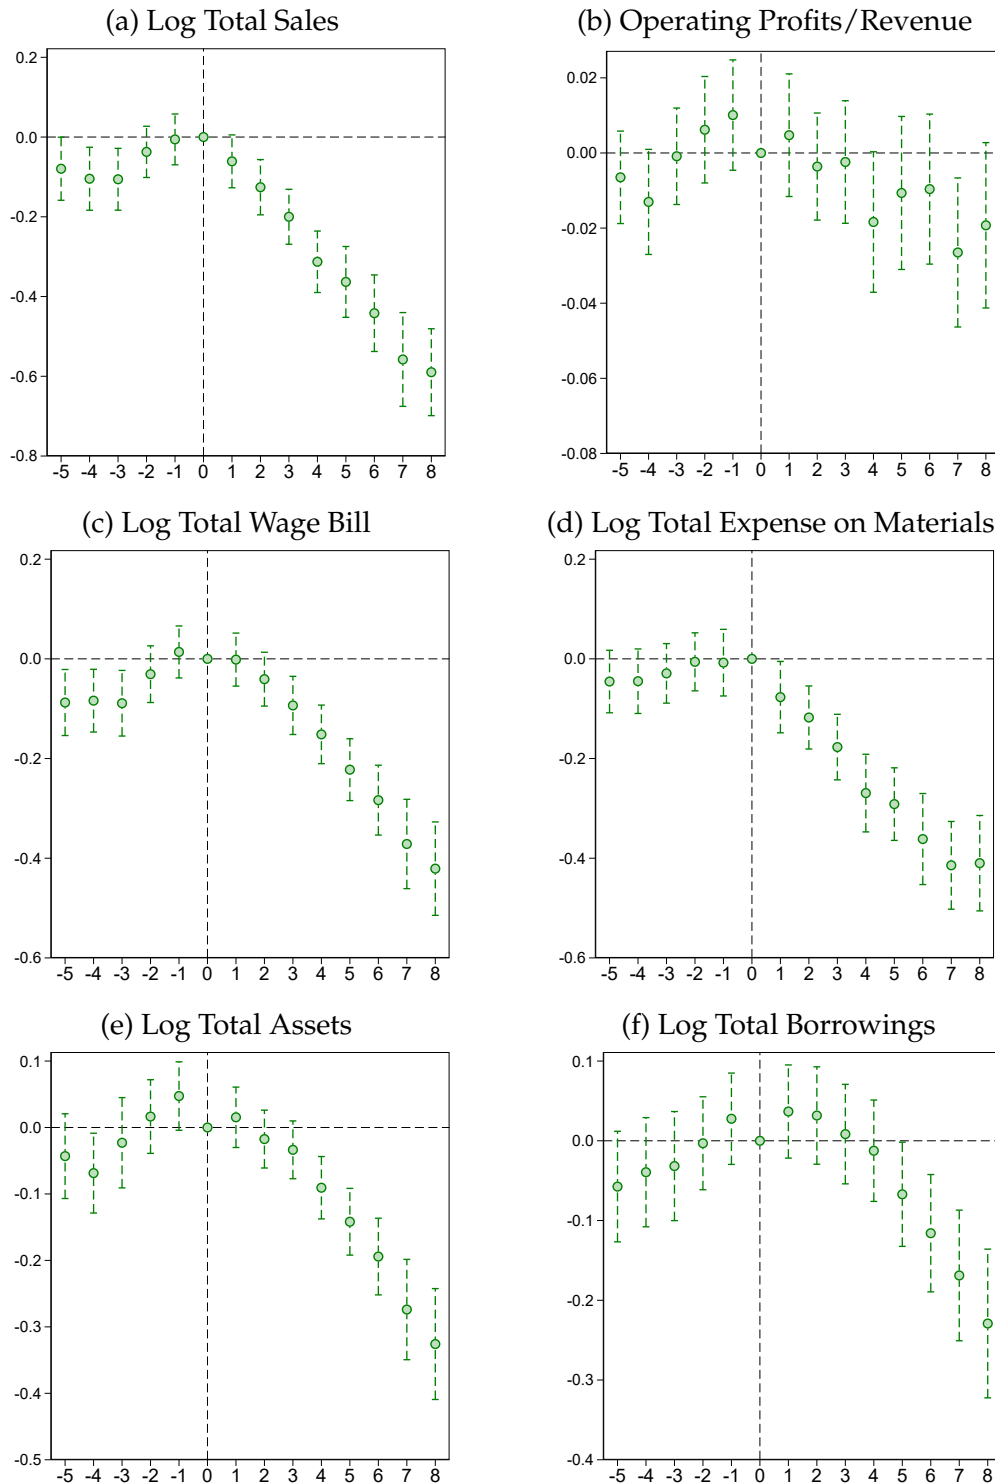 (a) Log Total Sales
0.2
0.0
-0.2
-0.4
-0.6
-0.8
-5 -4 -3 -2 -1 0 1 2 3 4 5 6 7 8
(b) Operating Profits/Revenue
0.02
0.00
-0.02
-0.04
-0.06
-0.08
-5 -4 -3 -2 -1 0 1 2 3 4 5 6 7 8
(c) Log Total Wage Bill
0.2
0.0
-0.2
-0.4
-0.6
-5 -4 -3 -2 -1 0 1 2 3 4 5 6 7 8
(d) Log Total Expense on Materials
0.2
0.0
-0.2
-0.4
-0.6
-5 -4 -3 -2 -1 0 1 2 3 4 5 6 7 8
(e) Log Total Assets
0.1
0.0
-0.1
-0.2
-0.3
-0.4
-0.5
-5 -4 -3 -2 -1 0 1 2 3 4 5 6 7 8
(f) Log Total Borrowings
0.1
0.0
-0.1
-0.2
-0.3
-0.4
-5 -4 -3 -2 -1 0 1 2 3 4 5 6 7 8